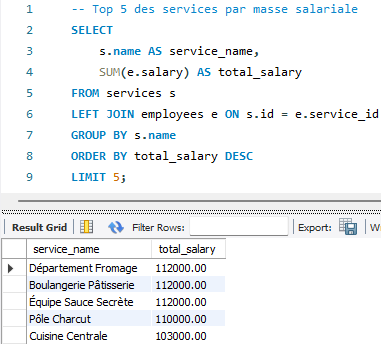 1 -- Top 5 des services par masse salariale
2 SELECT
3 s.name AS service_name,
4 SUM(e.salary) AS total_salary
5 FROM services s
6 LEFT JOIN employees e ON s.id = e.service_id
7 GROUP BY s.name
8 ORDER BY total_salary DESC
9 LIMIT 5;
Result Grid Filter Rows: Export:
service_name total_salary
Département Fromage 112000.00
Boulangerie Pâtisserie 112000.00
Équipe Sauce Secrète 112000.00
Pôle Charcut 110000.00
Cuisine Centrale 103000.00